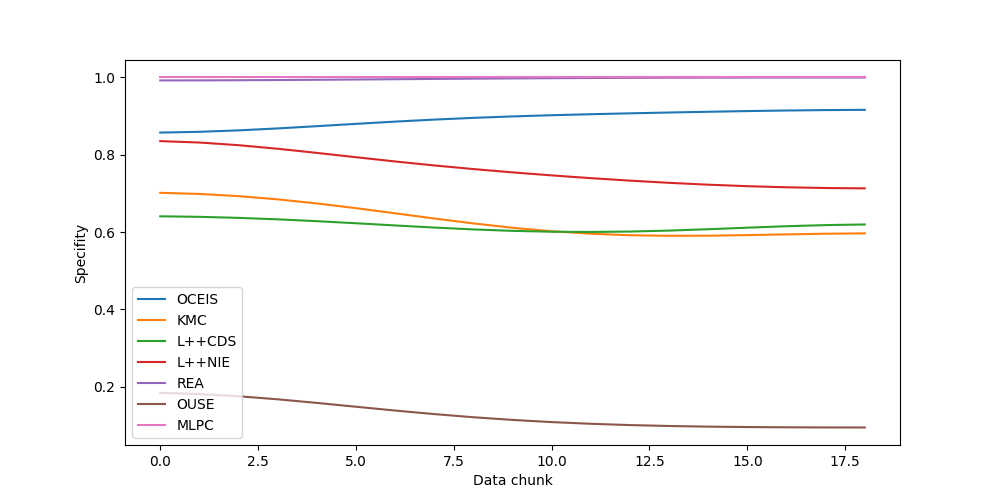 1.0
0.8
0.6
0.4
0.2
Specifity
OCEIS
KMC
L++CDS
L++NIE
REA
OUSE
MLPC
0.0 2.5 5.0 7.5 10.0 12.5 15.0 17.5
Data chunk